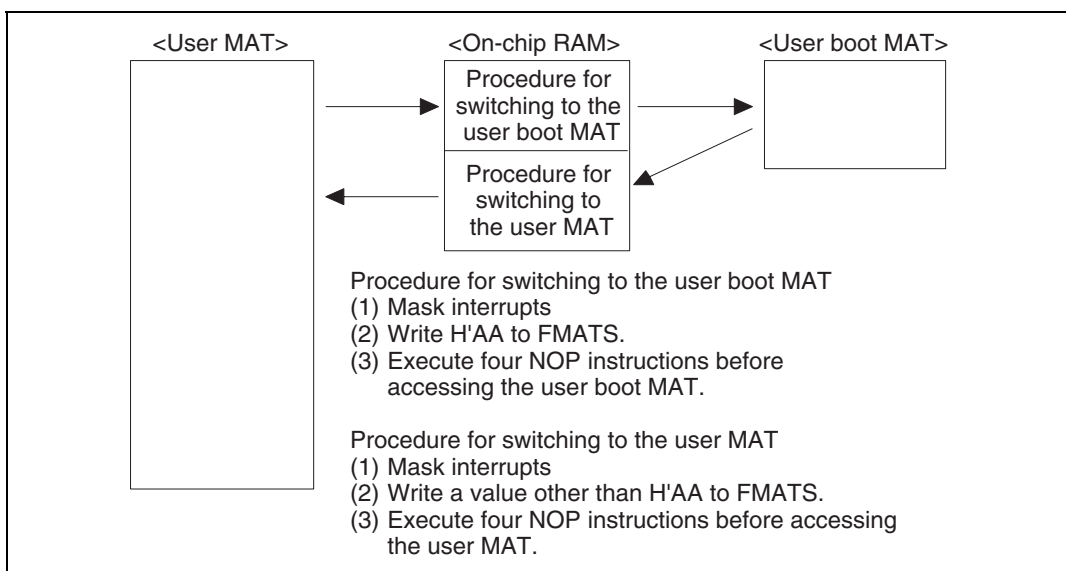 <User MAT>
<On-chip RAM>
<User boot MAT>
Procedure for
switching to the
user boot MAT
Procedure for
switching to
the user MAT
Procedure for switching to the user boot MAT
(1) Mask interrupts
(2) Write H'AA to FMATS.
(3) Execute four NOP instructions before
accessing the user boot MAT.
Procedure for switching to the user MAT
(1) Mask interrupts
(2) Write a value other than H'AA to FMATS.
(3) Execute four NOP instructions before accessing
the user MAT.